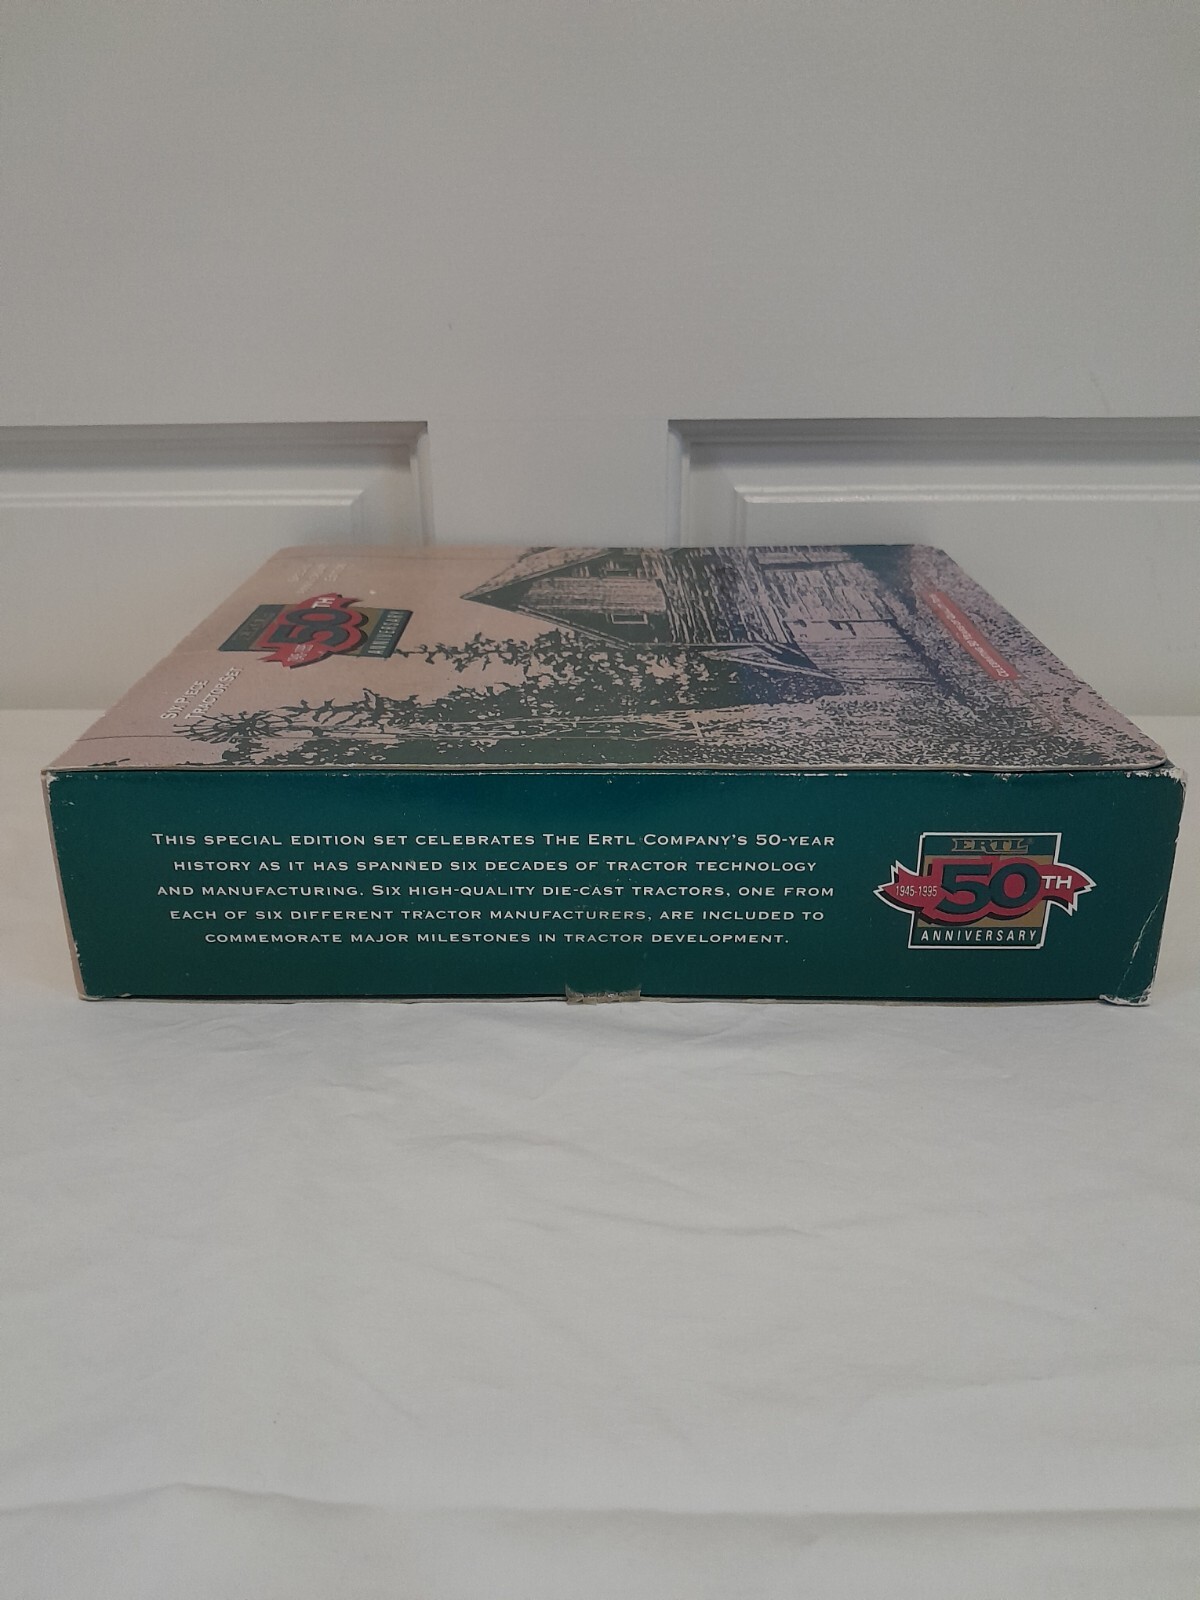 SIX PIECE
TRACTOR SET
50TH
ANNIVERSARY
THIS SPECIAL EDITION SET CELEBRATES THE ERTL COMPANY'S 50-YEAR
HISTORY AS IT HAS SPANNED SIX DECADES OF TRACTOR TECHNOLOGY
AND MANUFACTURING. SIX HIGH-QUALITY DIE-CAST TRACTORS, ONE FROM
EACH OF SIX DIFFERENT TRACTOR MANUFACTURERS, ARE INCLUDED TO
COMMEMORATE MAJOR MILESTONES IN TRACTOR DEVELOPMENT.
ERTL
1945-1995 50TH
ANNIVERSARY